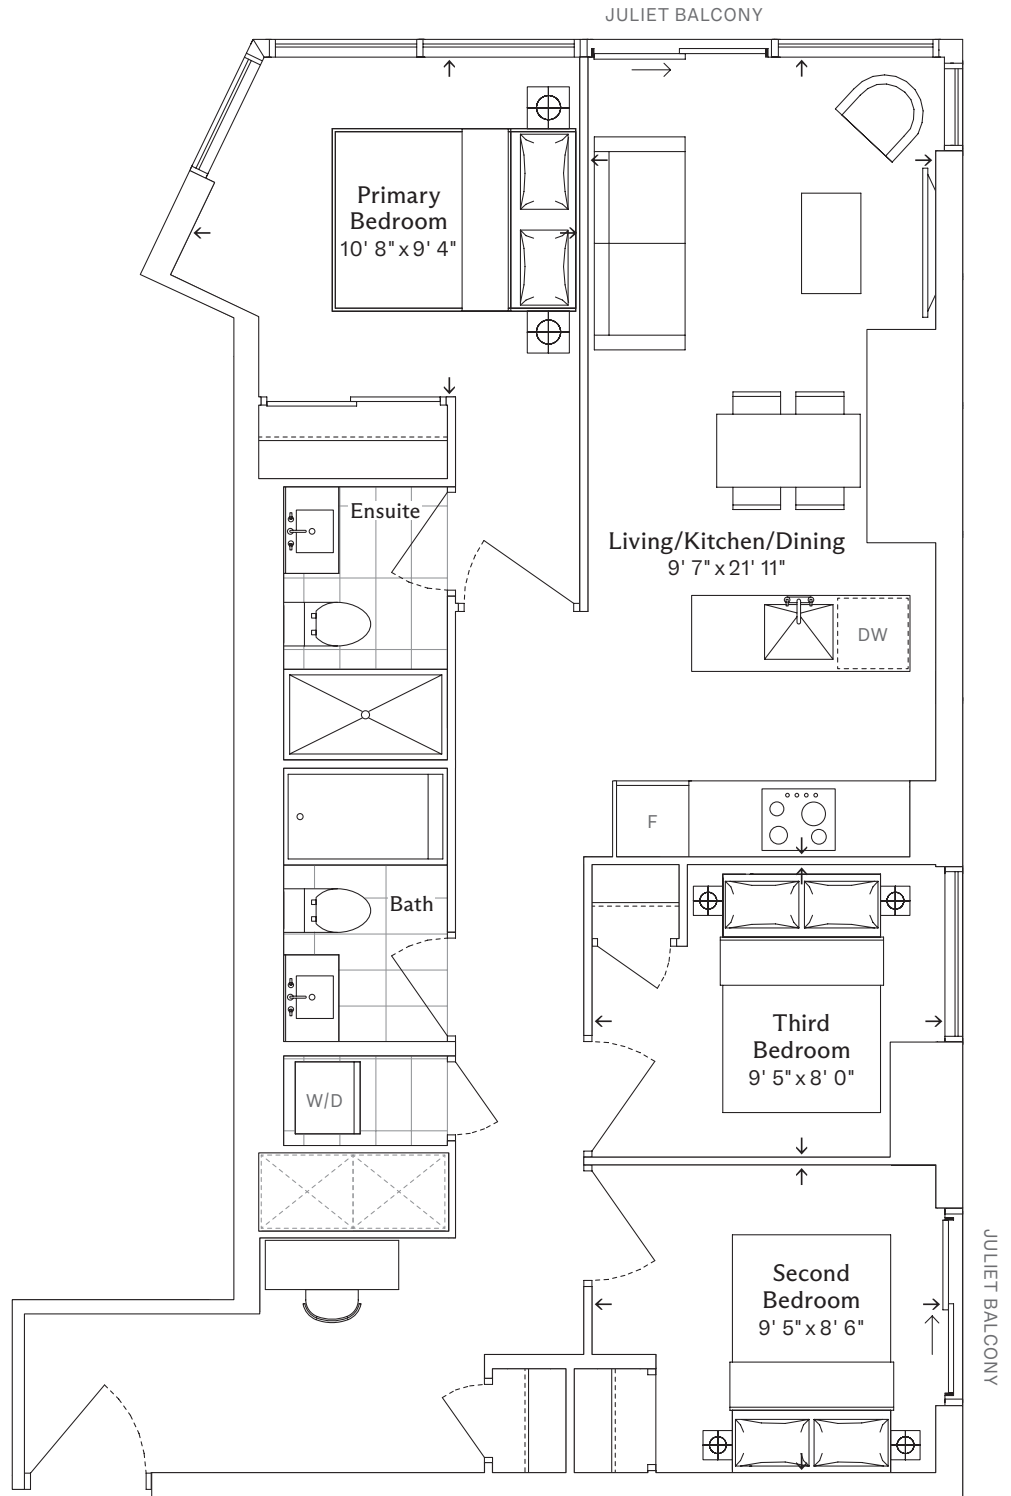 JULIET BALCONY
Primary
Bedroom
10' 8" x 9' 4"
Ensuite
Living/Kitchen/Dining
9' 7" x 21' 11"
DW
F
Bath
Third
Bedroom
9' 5" x 8' 0"
W/D
Second
Bedroom
9' 5" x 8' 6"
JULIET BALCONY